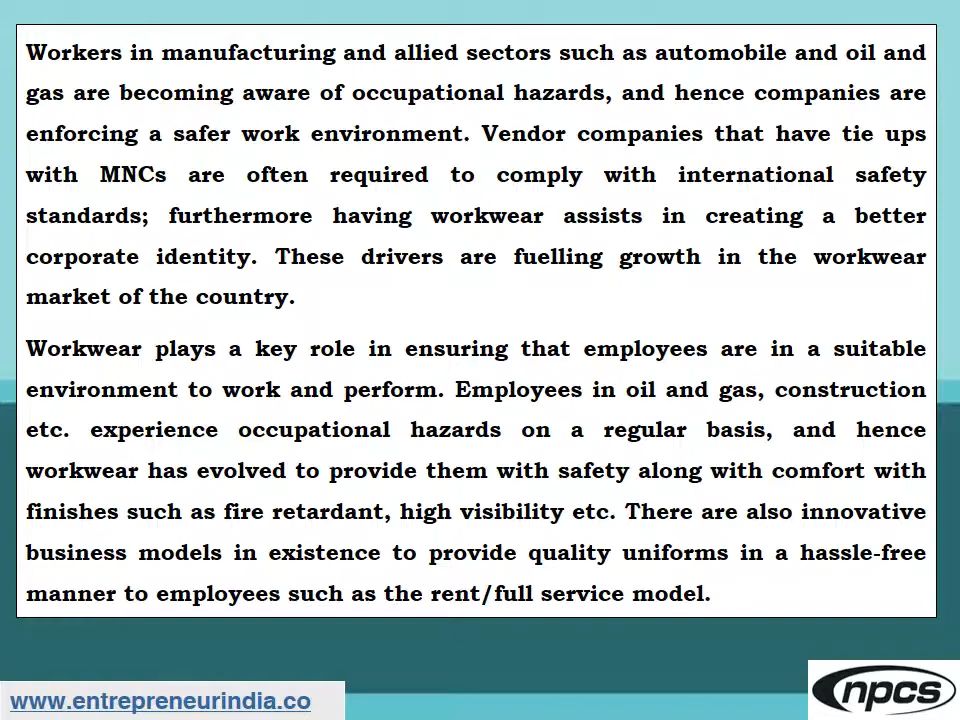 Workers in manufacturing and allied sectors such as automobile and oil and
gas are becoming aware of occupational hazards, and hence companies are
enforcing a safer work environment. Vendor companies that have tie ups
with MNCs are often required to comply with international safety
standards; furthermore having workwear assists in creating a better
corporate identity. These drivers are fuelling growth in the workwear
market of the country.
Workwear plays a key role in ensuring that employees are in a suitable
environment to work and perform. Employees in oil and gas, construction
etc. experience occupational hazards on a regular basis, and hence
workwear has evolved to provide them with safety along with comfort with
finishes such as fire retardant, high visibility etc. There are also innovative
business models in existence to provide quality uniforms in a hassle-free
manner to employees such as the rent/full service model.
www.entrepreneurindia.co
npcs